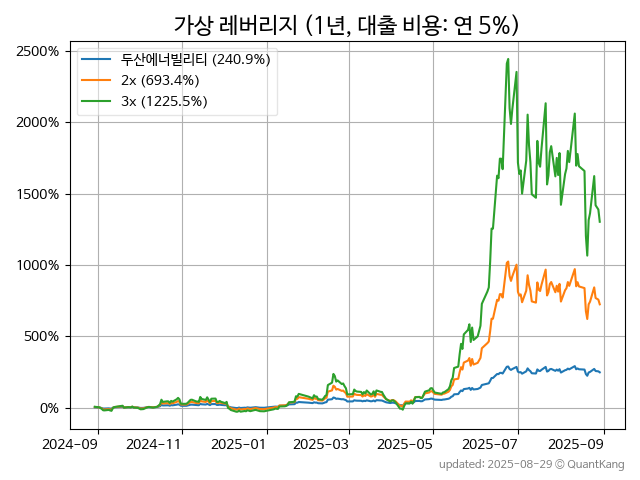 가상 레버리지 (1년, 대출 비용: 연 5%)
2500%
2000%
1500%
1000%
500%
0%
두산에너빌리티 (240.9%)
2x (693.4%)
3x (1225.5%)
2024-09 2024-11 2025-01 2025-03 2025-05 2025-07 2025-09
updated: 2025-08-29 @ QuantKang